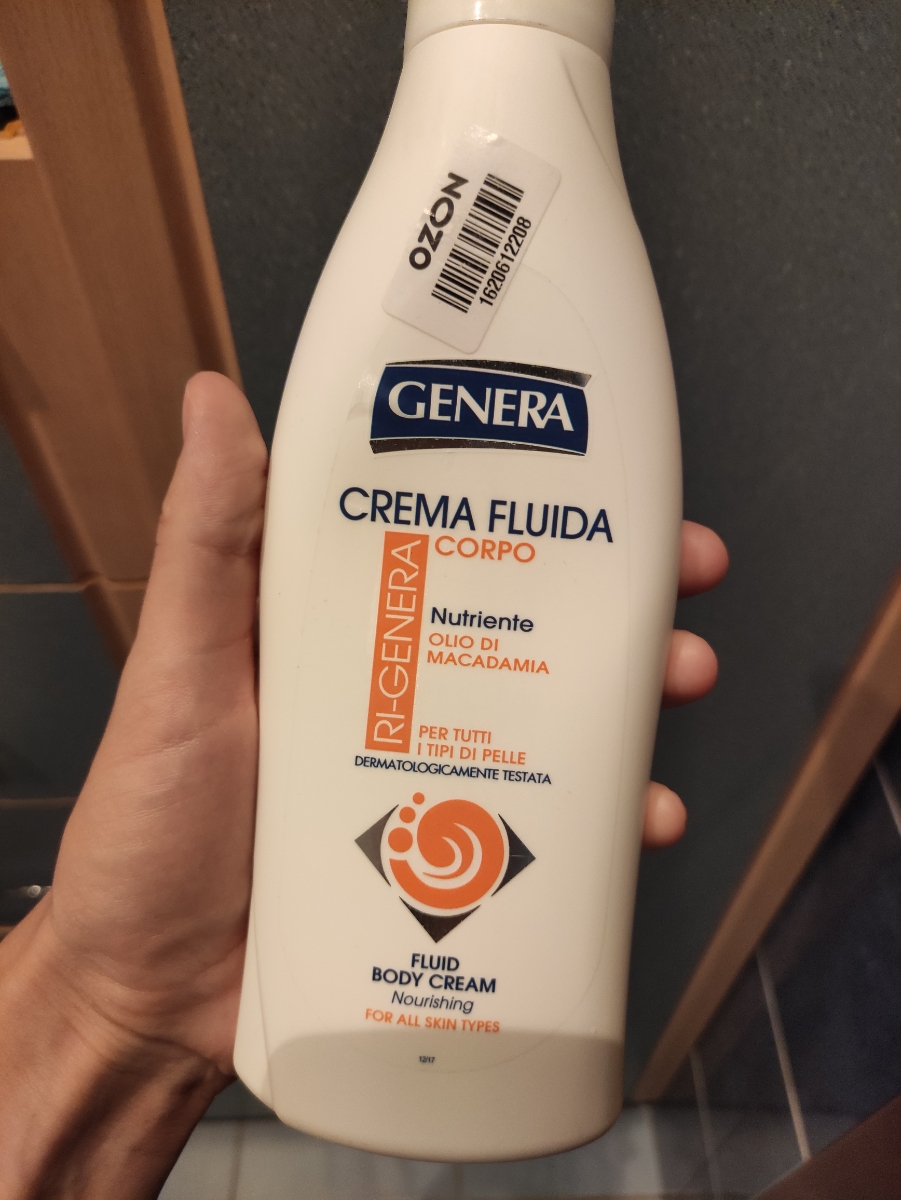 OZON
1620612208
GENERA
CREMA FLUIDA
CORPO
RI-GENERA
Nutriente
OLIO DI
MACADAMIA
PER TUTTI
I TIPI DI PELLE
DERMATOLOGICAMENTE TESTATA
FLUID
BODY CREAM
Nourishing
FOR ALL SKIN TYPES
12/17